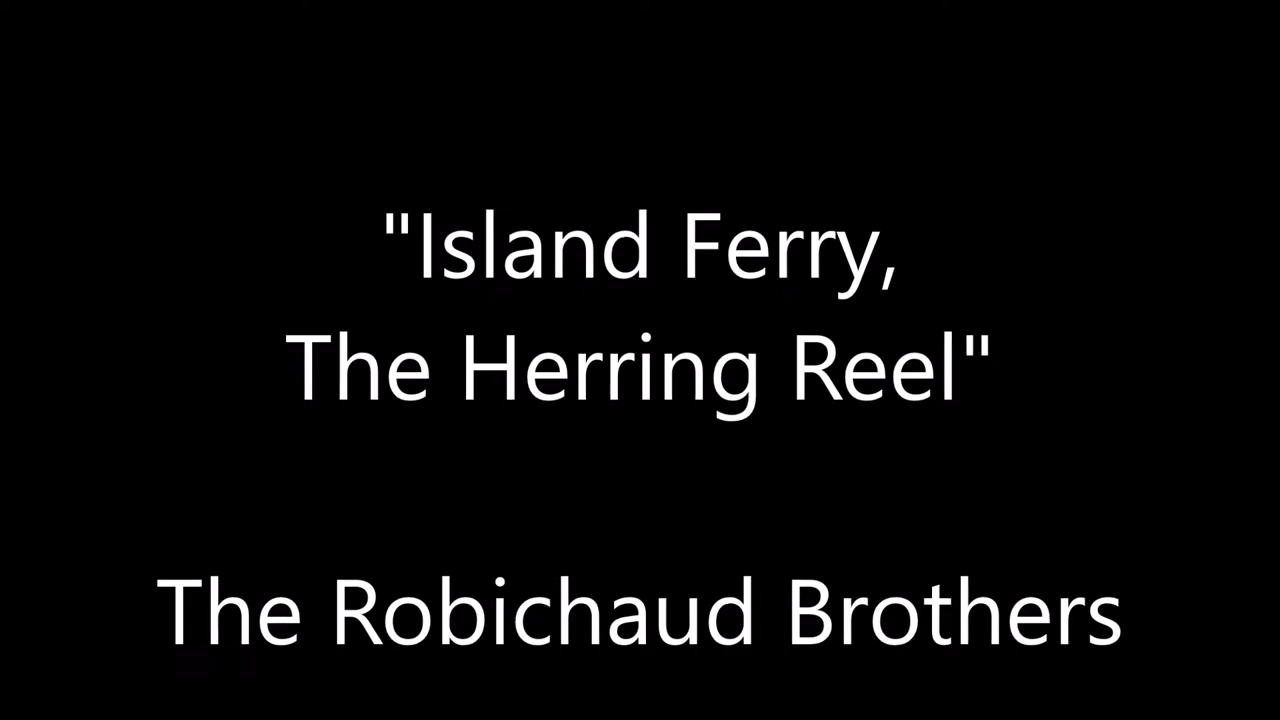 "Island Ferry,
The Herring Reel"
The Robichaud Brothers